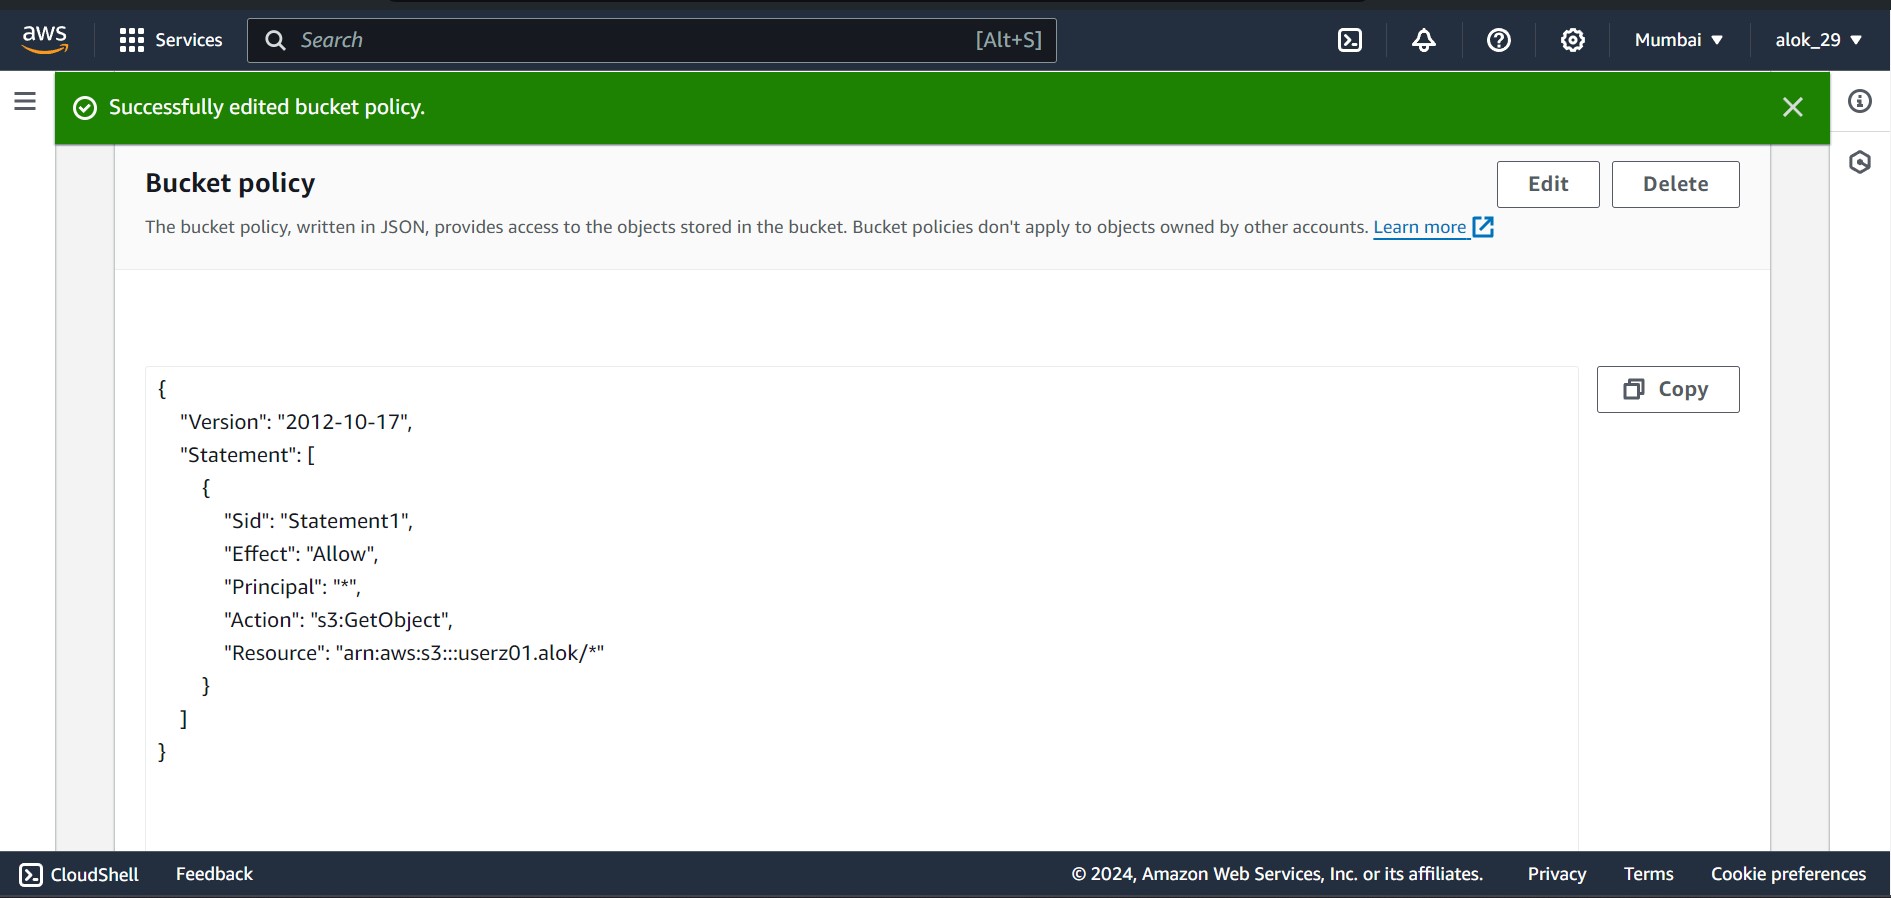 aws Services Search [Alt+S] Mumbai alok_29
Successfully edited bucket policy.
Bucket policy Edit Delete
The bucket policy, written in JSON, provides access to the objects stored in the bucket. Bucket policies don't apply to objects owned by other accounts. Learn more
Copy
{
"Version": "2012-10-17",
"Statement": [
{
"Sid": "Statement1",
"Effect": "Allow",
"Principal": "*",
"Action": "s3:GetObject",
"Resource": "arn:aws:s3:::userz01.alok/*"
}
]
}
CloudShell Feedback © 2024, Amazon Web Services, Inc. or its affiliates. Privacy Terms Cookie preferences